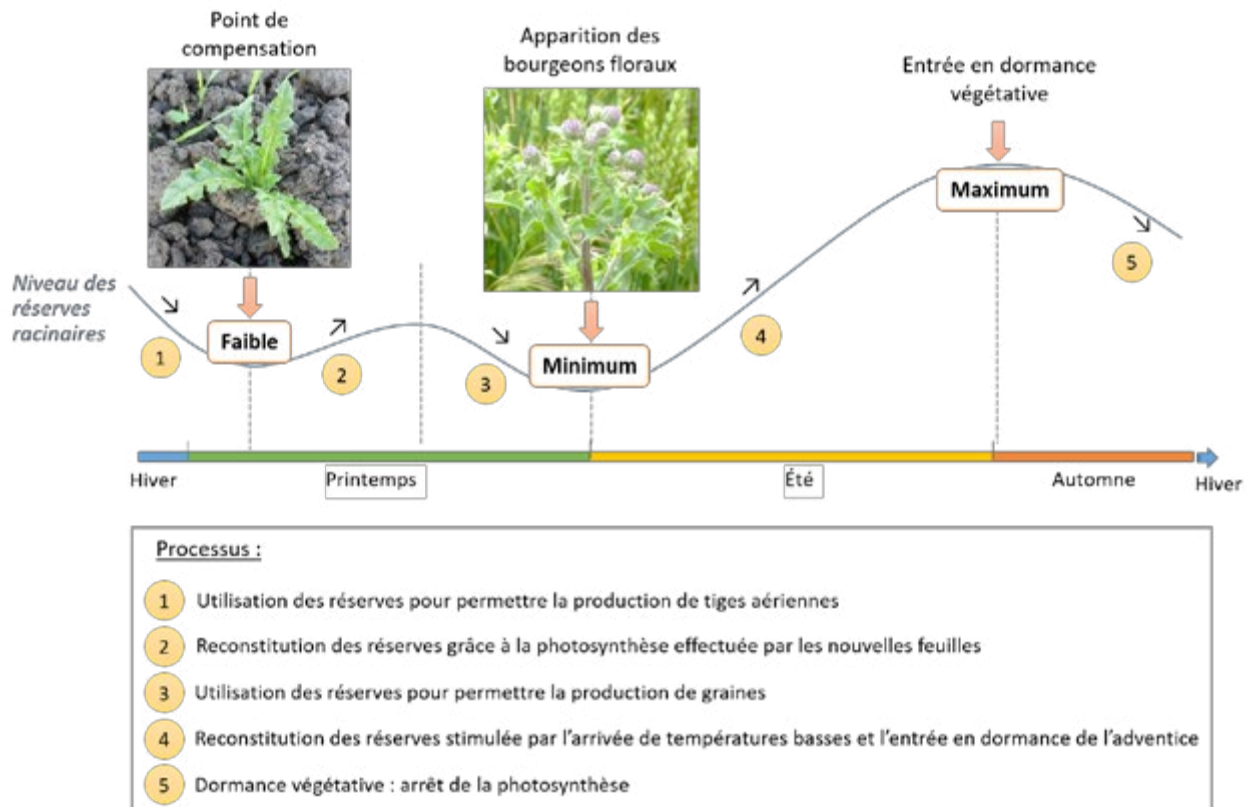 Point de
compensation
Apparition des
bourgeons floraux
Entrée en dormance
végétative
Maximum
5
Niveau des
réserves
racinaires
Faible
4
1
2
3
Minimum
Hiver
Printemps
Été
Automne
Hiver
Processus :
1 Utilisation des réserves pour permettre la production de tiges aériennes
2 Reconstitution des réserves grâce à la photosynthèse effectuée par les nouvelles feuilles
3 Utilisation des réserves pour permettre la production de graines
4 Reconstitution des réserves stimulée par l'arrivée de températures basses et l'entrée en dormance de l'adventice
5 Dormance végétative : arrêt de la photosynthèse